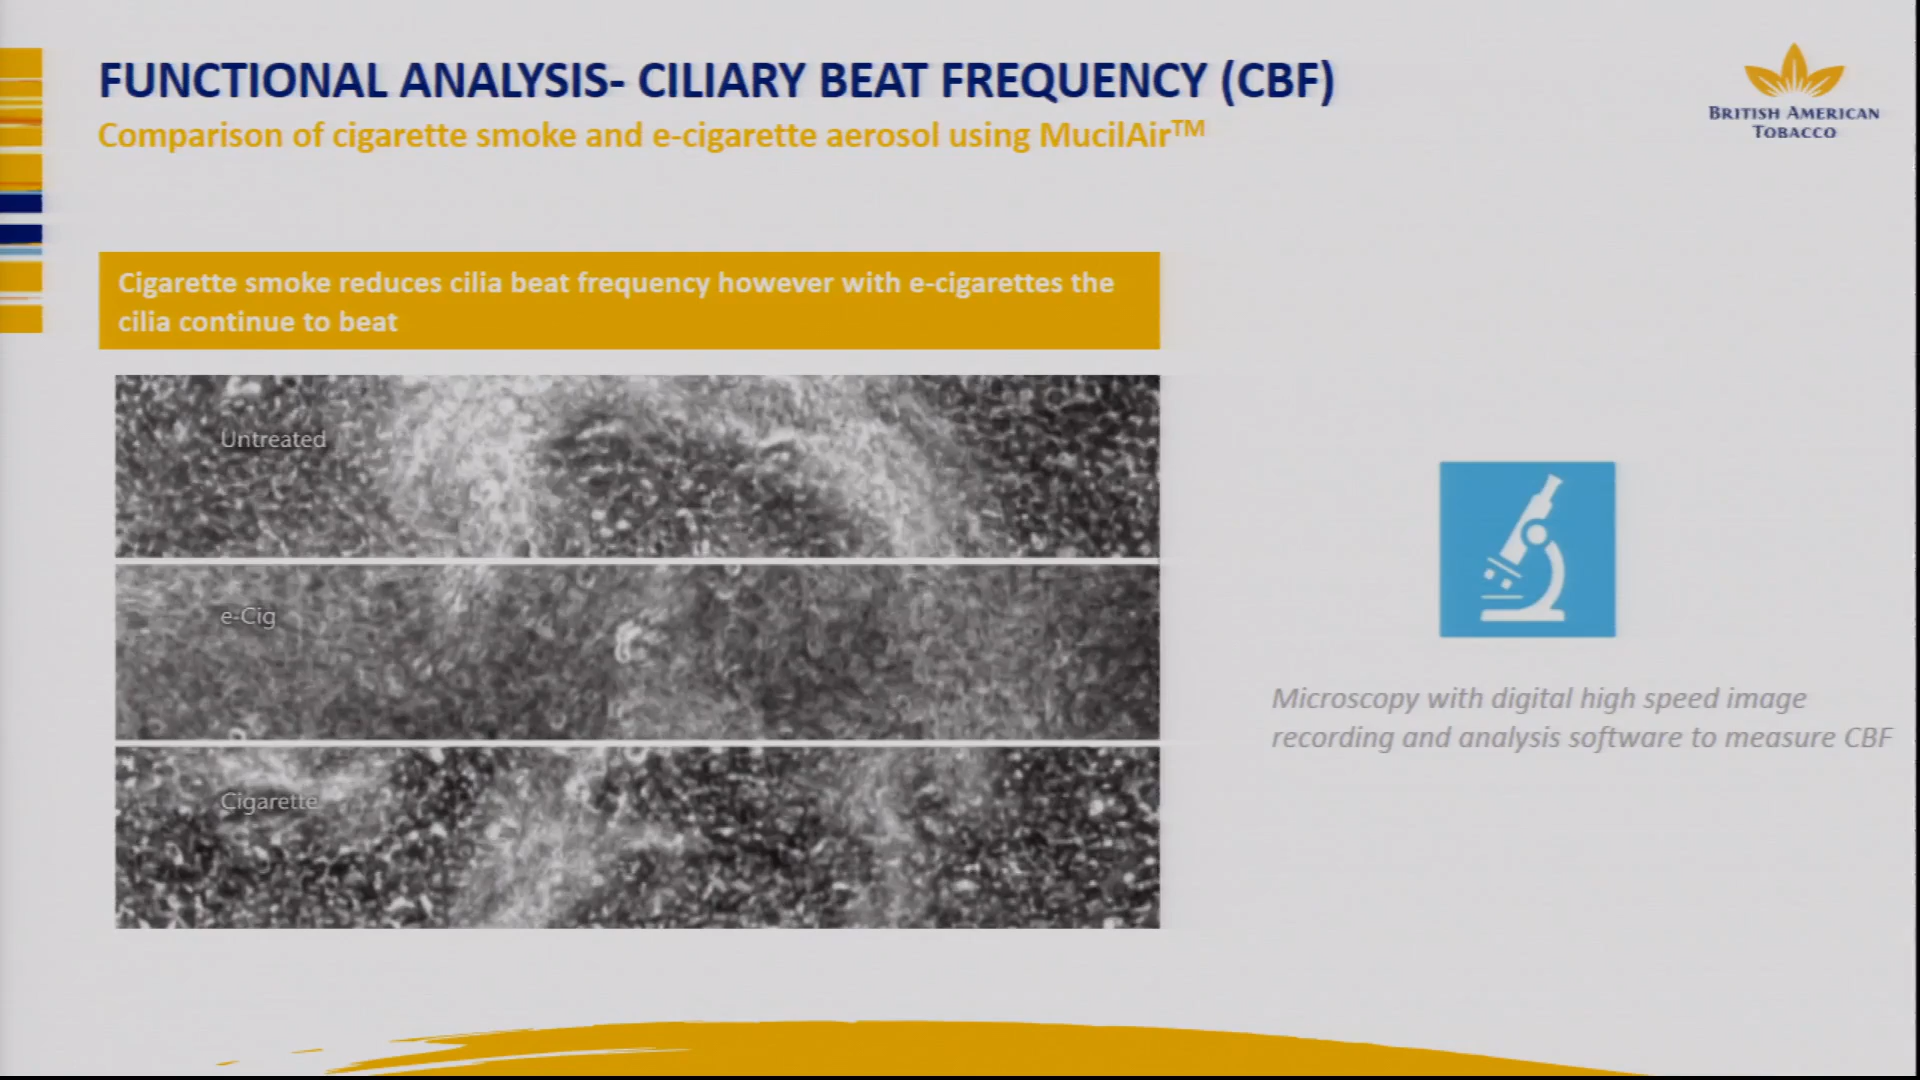 FUNCTIONAL ANALYSIS- CILIARY BEAT FREQUENCY (CBF)
Comparison of cigarette smoke and e-cigarette aerosol using MucilAir™
BRITISH AMERICAN
TOBACCO
Cigarette smoke reduces cilia beat frequency however with e-cigarettes the
cilia continue to beat
Untreated
e-Cig
Cigarette
Microscopy with digital high speed image
recording and analysis software to measure CBF